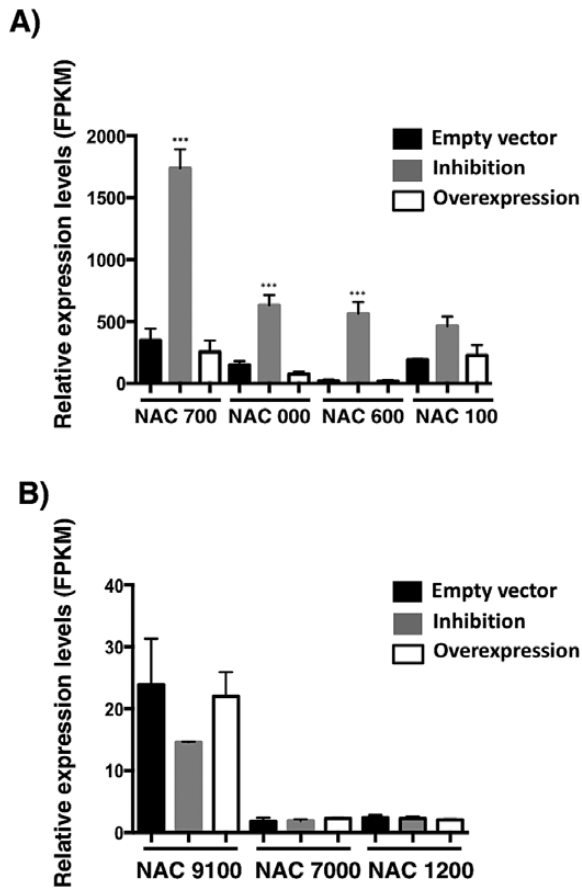 A)
Relative expression levels (FPKM)
2000
1500
1000
500
0
***
***
***
Empty vector
Inhibition
Overexpression
NAC 700 NAC 000 NAC 600 NAC 100
B)
Relative expression levels (FPKM)
40
30
20
10
0
Empty vector
Inhibition
Overexpression
NAC 9100 NAC 7000 NAC 1200